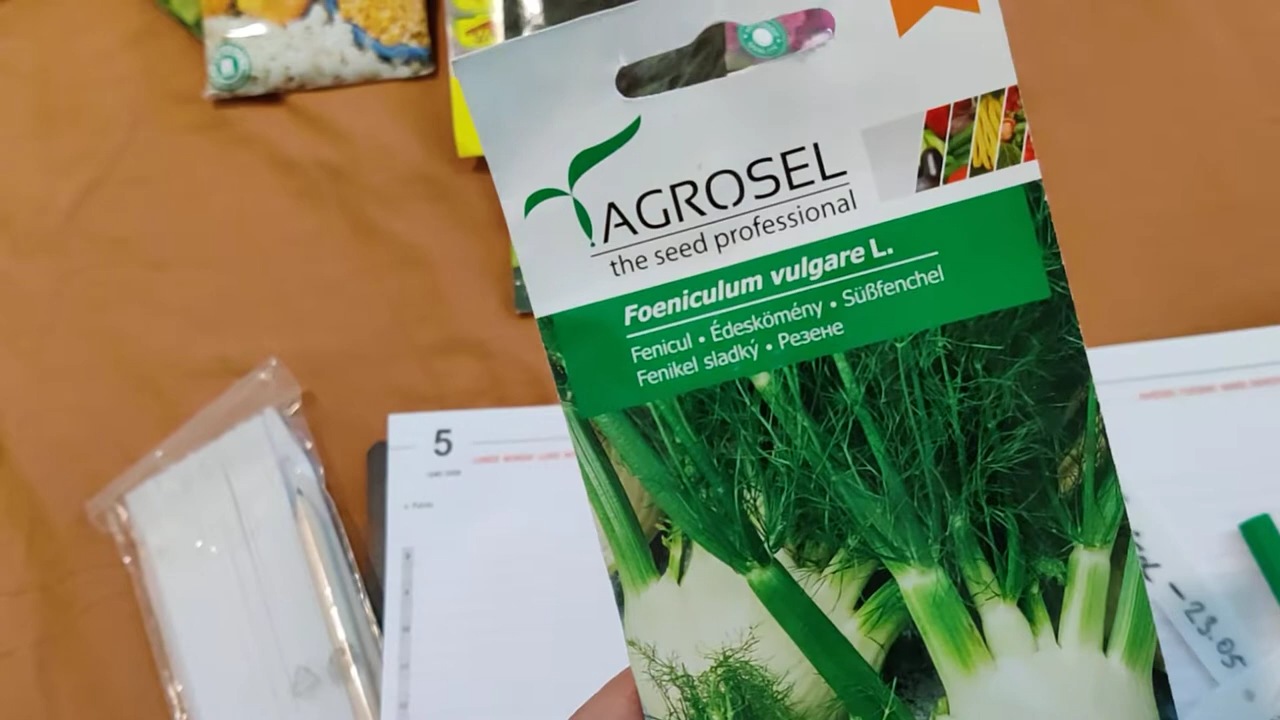 AGROSEL
the seed professional
Foeniculum vulgare L.
Fenicul • Édeskömény • Süßfenchel
Fenikel sladký • Резене
5
- 23.05